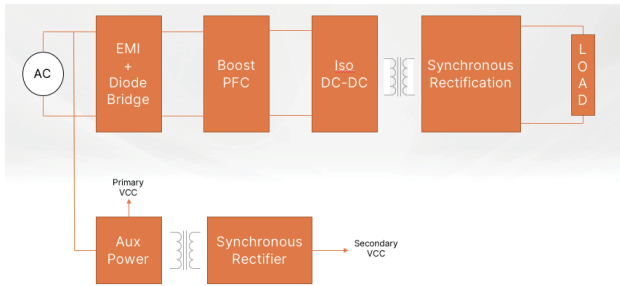 AC
EMI
+
Diode
Bridge
Boost
PFC
Iso
DC-DC
Synchronous
Rectification
L
O
A
D
Primary
VCC
Aux
Power
Synchronous
Rectifier
Secondary
VCC